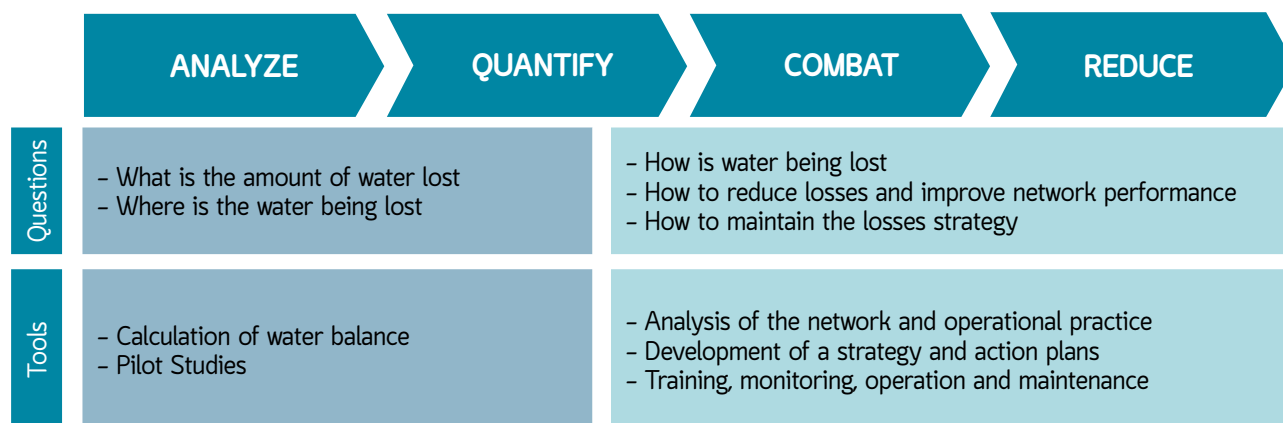 ANALYZE
QUANTIFY
COMBAT
REDUCE
Questions
- What is the amount of water lost
- Where is the water being lost
- How is water being lost
- How to reduce losses and improve network performance
- How to maintain the losses strategy
Tools
- Calculation of water balance
- Pilot Studies
- Analysis of the network and operational practice
- Development of a strategy and action plans
- Training, monitoring, operation and maintenance